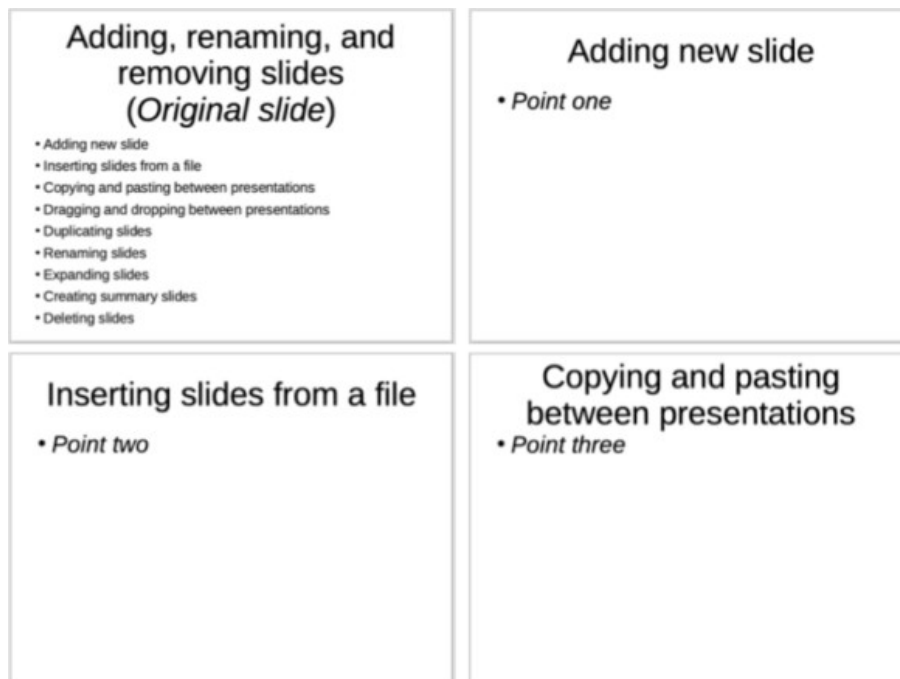 Adding, renaming, and
removing slides
(Original slide)
• Adding new slide
• Inserting slides from a file
• Copying and pasting between presentations
• Dragging and dropping between presentations
• Duplicating slides
• Renaming slides
• Expanding slides
• Creating summary slides
• Deleting slides
Adding new slide
• Point one
Inserting slides from a file
• Point two
Copying and pasting
between presentations
• Point three